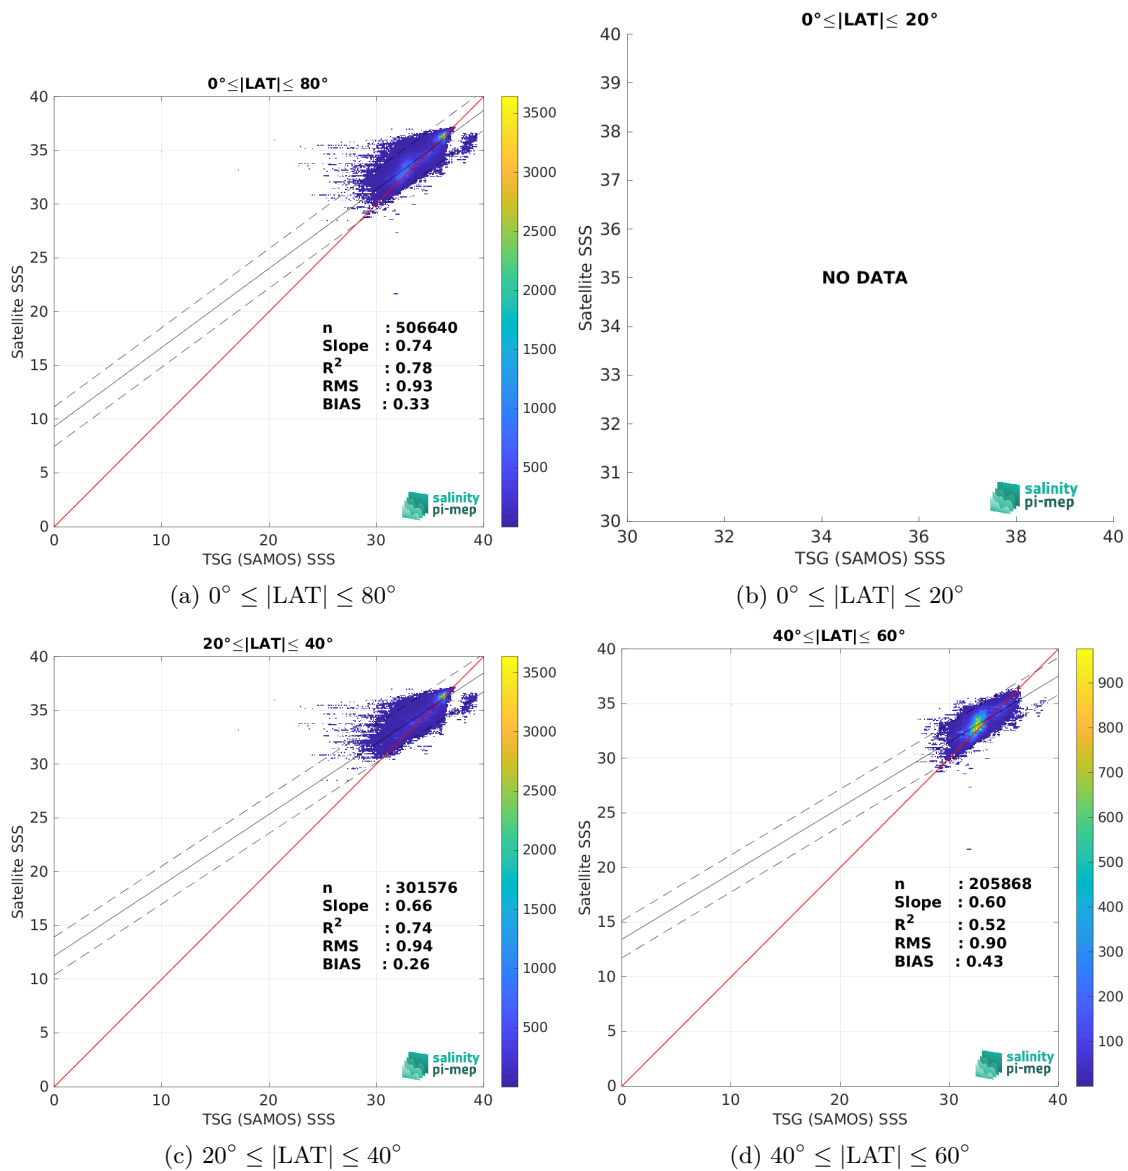 0°≤|LAT|≤ 80°
40
35
30
25
20
15
10
5
0
Satellite SSS
0
10
20
30
40
TSG (SAMOS) SSS
3500
3000
2500
2000
1500
1000
500
n : 506640
Slope : 0.74
R² : 0.78
RMS : 0.93
BIAS : 0.33
salinity
pi-mep
(a) 0° ≤ |LAT| ≤ 80°
0°≤|LAT|≤ 20°
40
39
38
37
36
35
34
33
32
31
30
Satellite SSS
NO DATA
salinity
pi-mep
30
32
34
36
38
40
TSG (SAMOS) SSS
(b) 0° ≤ |LAT| ≤ 20°
20°≤|LAT|≤ 40°
40
35
30
25
20
15
10
5
0
Satellite SSS
0
10
20
30
40
TSG (SAMOS) SSS
3500
3000
2500
2000
1500
1000
500
n : 301576
Slope : 0.66
R² : 0.74
RMS : 0.94
BIAS : 0.26
salinity
pi-mep
(c) 20° ≤ |LAT| ≤ 40°
40°≤|LAT|≤ 60°
40
35
30
25
20
15
10
5
0
Satellite SSS
0
10
20
30
40
TSG (SAMOS) SSS
900
800
700
600
500
400
300
200
100
n : 205868
Slope : 0.60
R² : 0.52
RMS : 0.90
BIAS : 0.43
salinity
pi-mep
(d) 40° ≤ |LAT| ≤ 60°